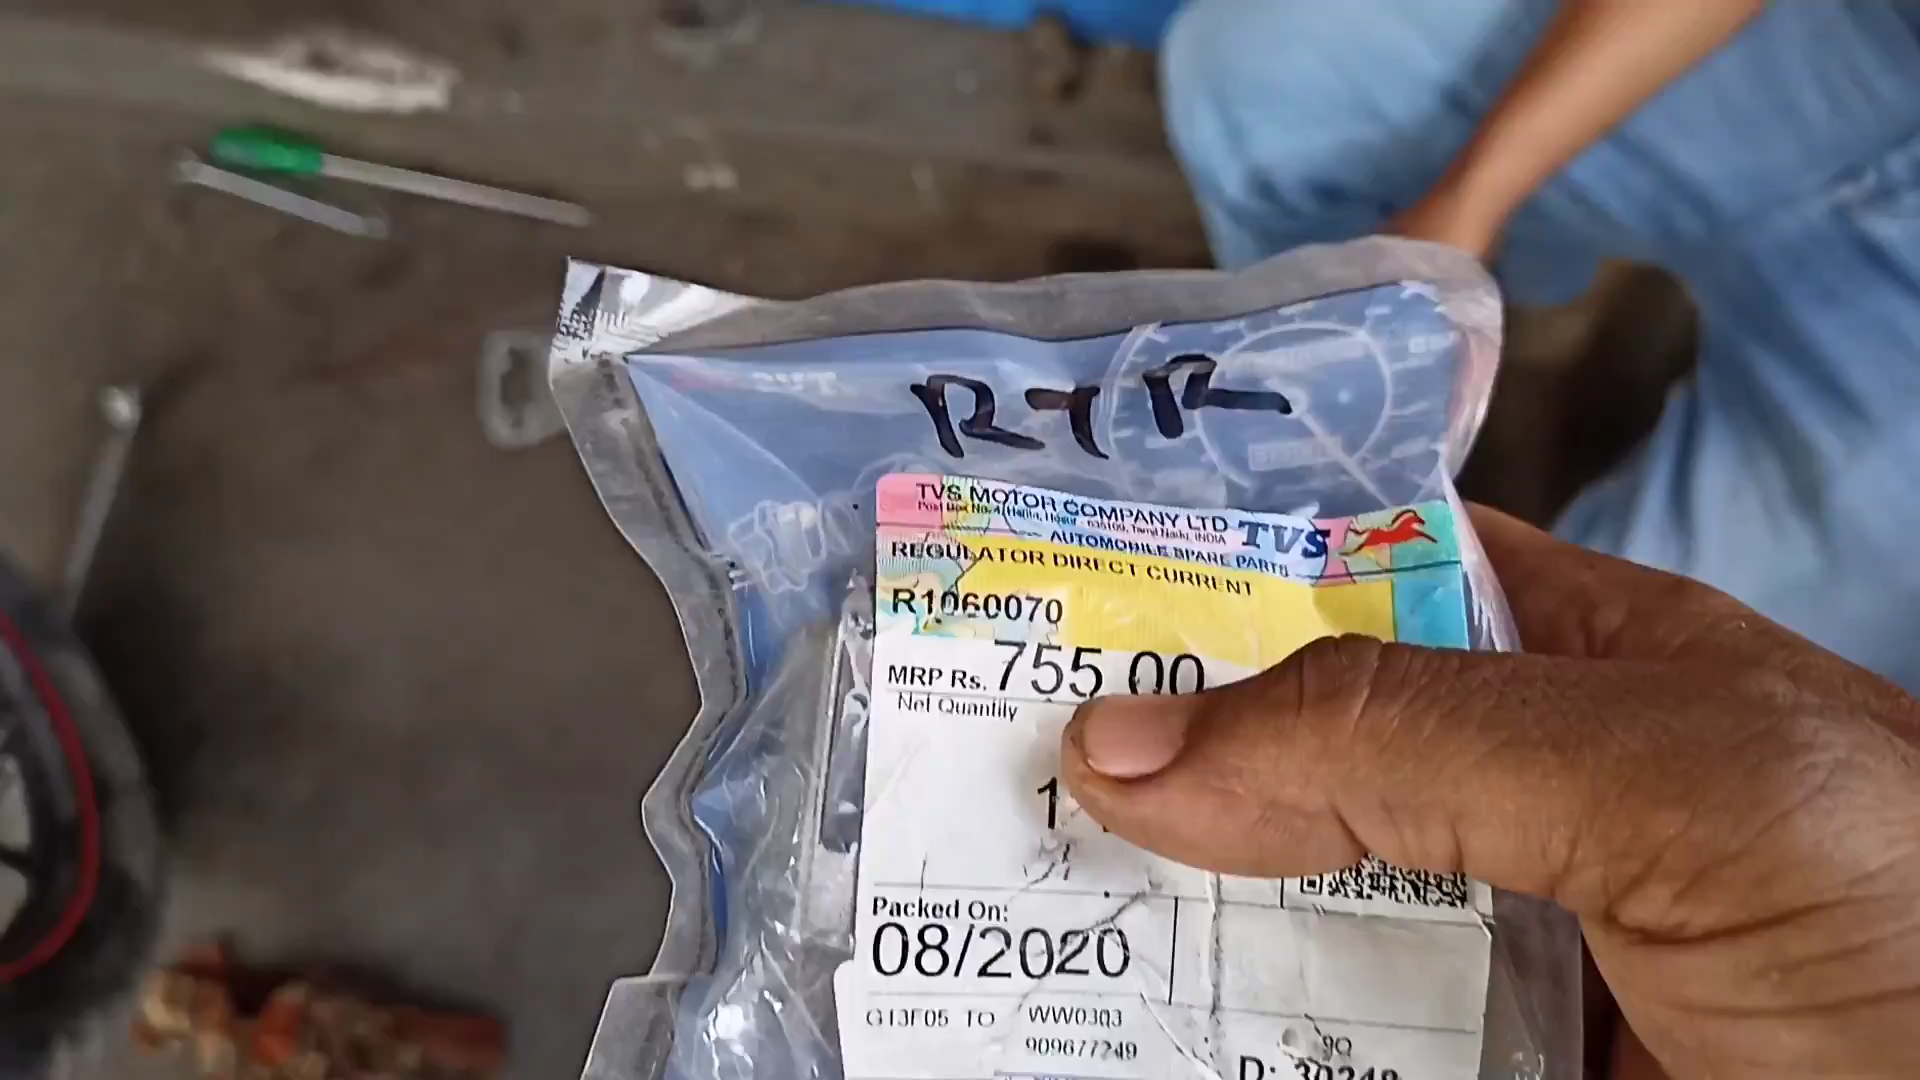 RTR
TVS MOTOR COMPANY LTD
TVS
AUTOMOBILE SPARE PARTS
REGULATOR DIRECT CURRENT
R1060070
MRP Rs. 755.00
Net Quantity
1
Packed On:
08/2020
G13F05 TO WW0303
909677249
D: 30248